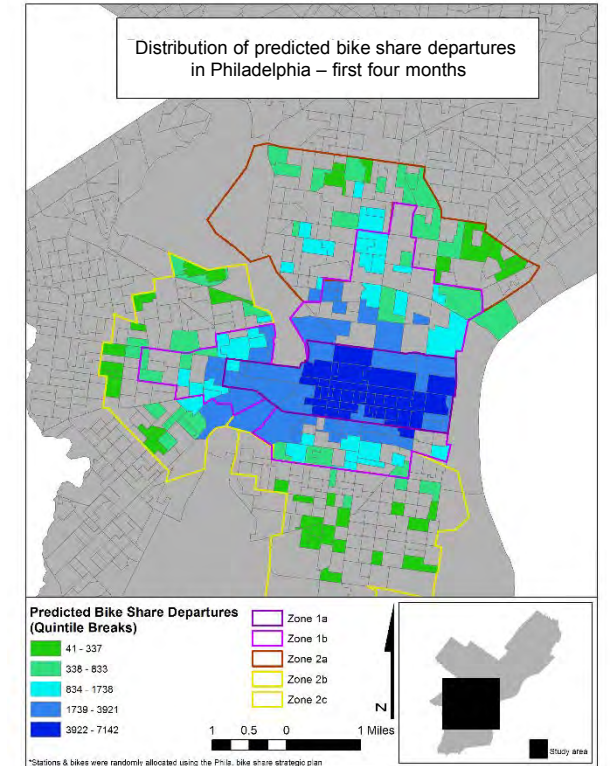 Distribution of predicted bike share departures
in Philadelphia – first four months
Predicted Bike Share Departures
(Quintile Breaks)
41 - 337
338 - 833
834 - 1738
1739 - 3921
3922 - 7142
Zone 1a
Zone 1b
Zone 2a
Zone 2b
Zone 2c
N
1 0.5 0 1 Miles
Study area
*Stations & bikes were randomly allocated using the Phila. bike share strategic plan